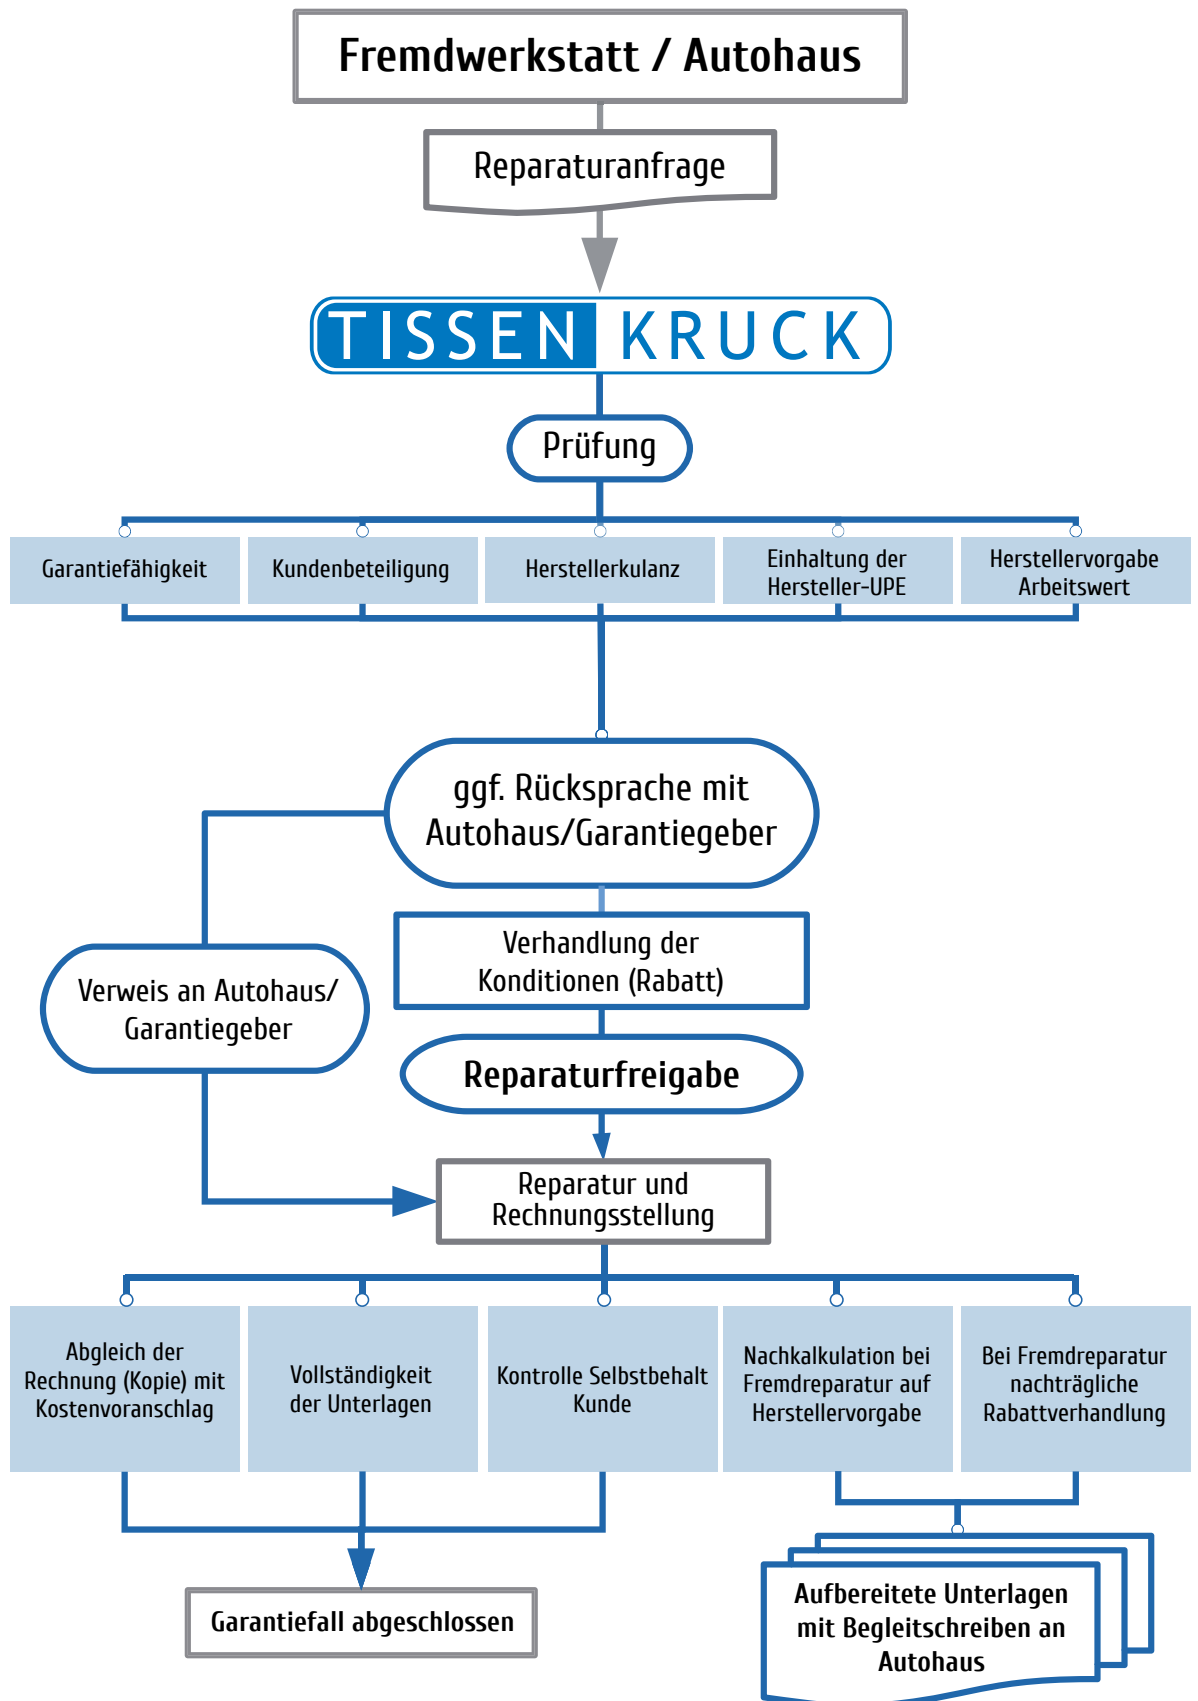 Fremdwerkstatt / Autohaus
Reparaturanfrage
TISSEN KRUCK
Prüfung
Garantiefähigkeit
Kundenbeteiligung
Herstellerkulanz
Einhaltung der
Hersteller-UPE
Herstellervorgabe
Arbeitswert
ggf. Rücksprache mit
Autohaus/Garantiegeber
Verhandlung der
Konditionen (Rabatt)
Verweis an Autohaus/
Garantiegeber
Reparaturfreigabe
Reparatur und
Rechnungsstellung
Abgleich der
Rechnung (Kopie) mit
Kostenvoranschlag
Vollständigkeit
der Unterlagen
Kontrolle Selbstbehalt
Kunde
Nachkalkulation bei
Fremdreparatur auf
Herstellervorgabe
Bei Fremdreparatur
nachträgliche
Rabattverhandlung
Garantiefall abgeschlossen
Aufbereitete Unterlagen
mit Begleitschreiben an
Autohaus